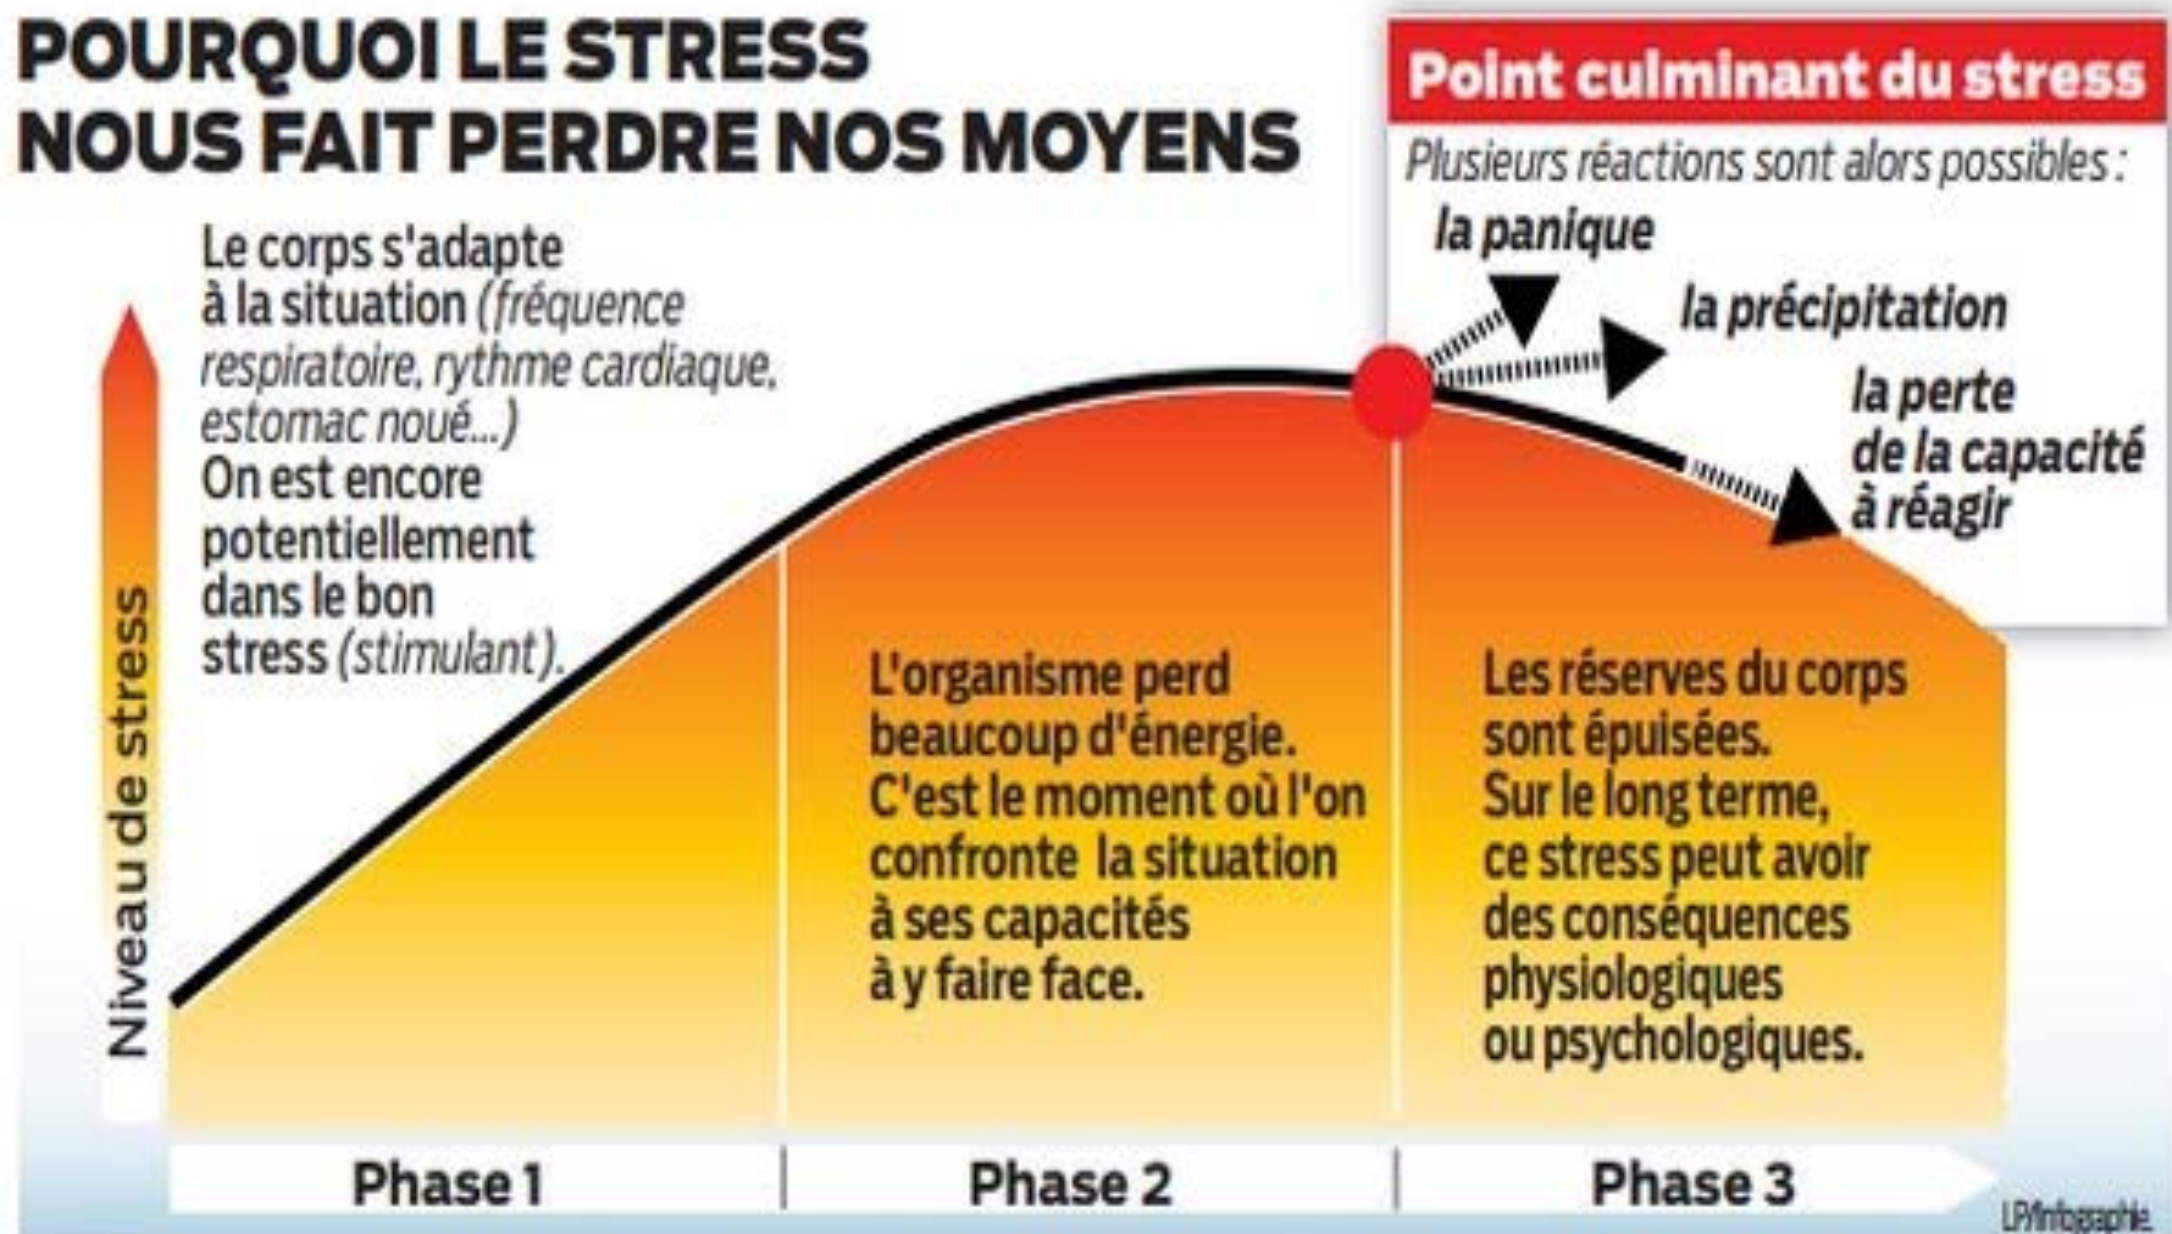 POURQUOI LE STRESS
NOUS FAIT PERDRE NOS MOYENS
Point culminant du stress
Plusieurs réactions sont alors possibles :
la panique
la précipitation
la perte
de la capacité
à réagir
Niveau de stress
Le corps s'adapte
à la situation (fréquence
respiratoire, rythme cardiaque,
estomac noué...)
On est encore
potentiellement
dans le bon
stress (stimulant).
L'organisme perd
beaucoup d'énergie.
C'est le moment où l'on
confronte la situation
à ses capacités
à y faire face.
Les réserves du corps
sont épuisées.
Sur le long terme,
ce stress peut avoir
des conséquences
physiologiques
ou psychologiques.
Phase 1
Phase 2
Phase 3
LP/Infographie.